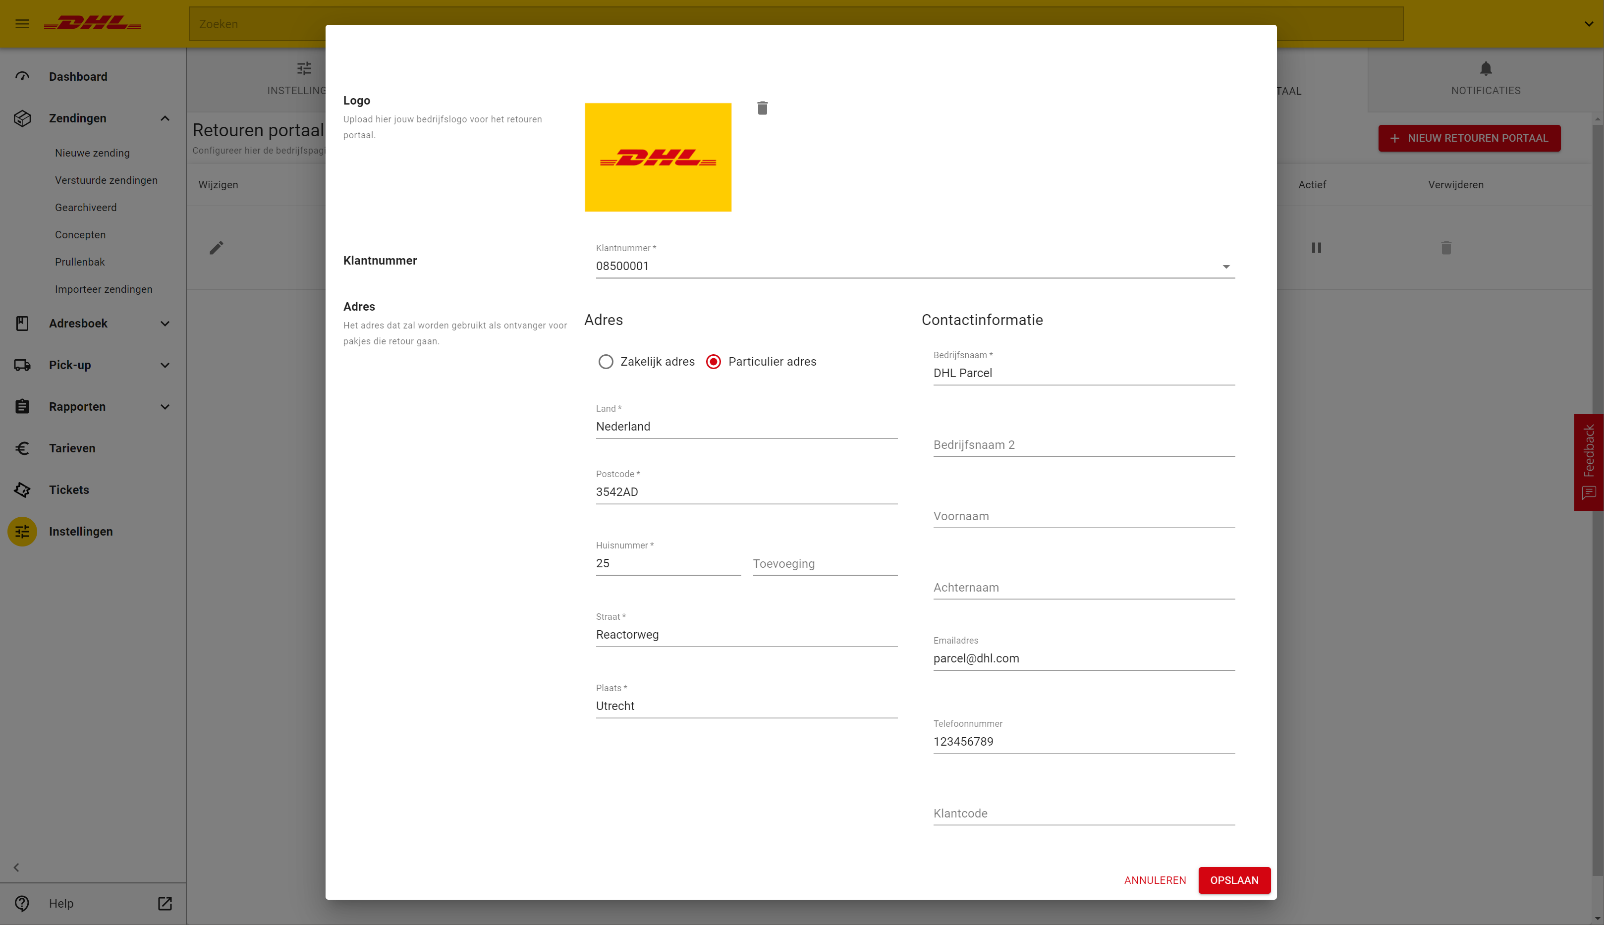 DHL
Zoeken
Dashboard
Zendingen
Nieuwe zending
Verstuurde zendingen
Gearchiveerd
Concepten
Prullenbak
Importeer zendingen
Adresboek
Pick-up
Rapporten
Tarieven
Tickets
Instellingen
Help
INSTELLING
TAAL
NOTIFICATIES
Retouren portaal
Configureer hier de bedrijfspag
NIEUW RETOUREN PORTAAL
Wijzigen
Actief
Verwijderen
Logo
Upload hier jouw bedrijfslogo voor het retouren
portaal.
DHL
Klantnummer
Klantnummer *
08500001
Adres
Het adres dat zal worden gebruikt als ontvanger voor
pakjes die retour gaan.
Adres
Zakelijk adres
Particulier adres
Land *
Nederland
Postcode *
3542AD
Huisnummer *
25
Toevoeging
Straat *
Reactorweg
Plaats *
Utrecht
Contactinformatie
Bedrijfsnaam *
DHL Parcel
Bedrijfsnaam 2
Voornaam
Achternaam
Emailadres
parcel@dhl.com
Telefoonnummer
123456789
Klantcode
ANNULEREN
OPSLAAN
Feedback